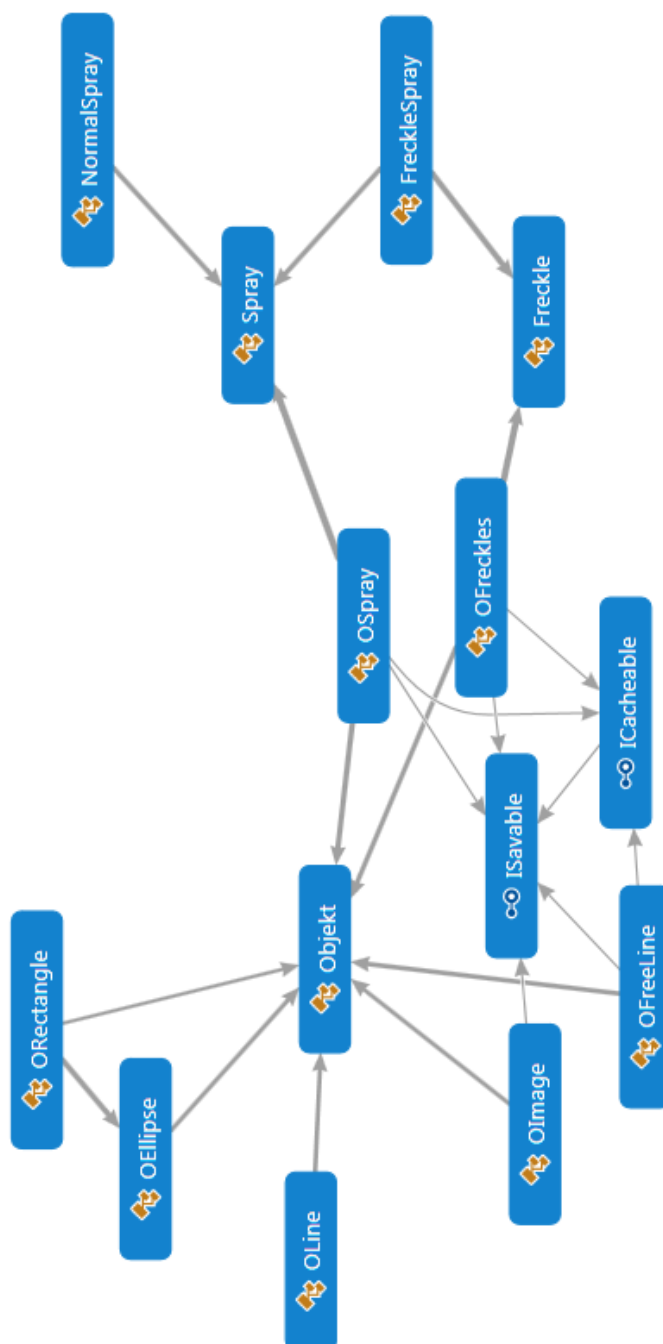 NormalSpray
FreckleSpray
Spray
Freckle
OSpray
OFreckles
ICacheable
ISavable
Objekt
ORectangle
OEllipse
OLine
OImage
OFreeLine